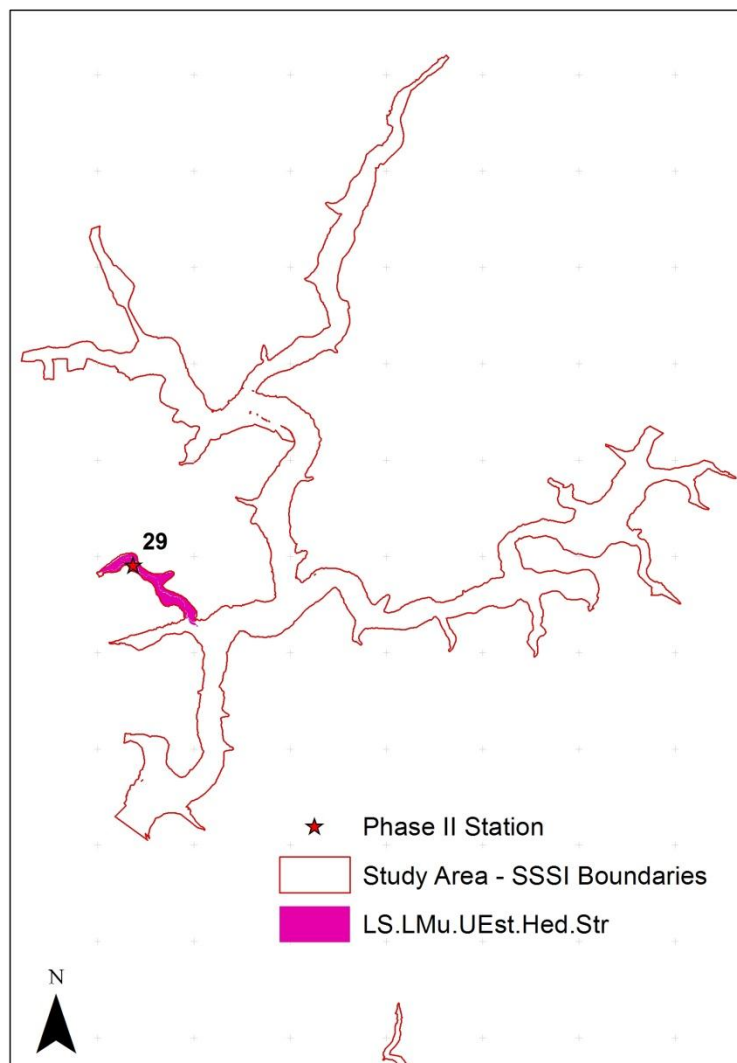 29
Phase II Station
Study Area - SSSI Boundaries
LS.LMu.UEst.Hed.Str
N